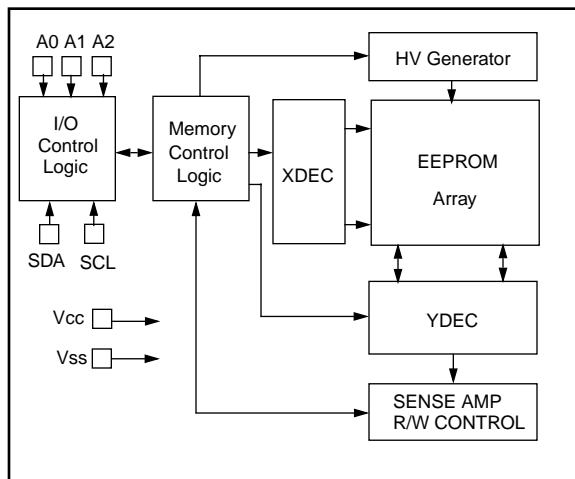 A0 A1 A2
HV Generator
I/O
Control
Logic
Memory
Control
Logic
XDEC
EEPROM
Array
SDA
SCL
Vcc
YDEC
Vss
SENSE AMP
R/W CONTROL